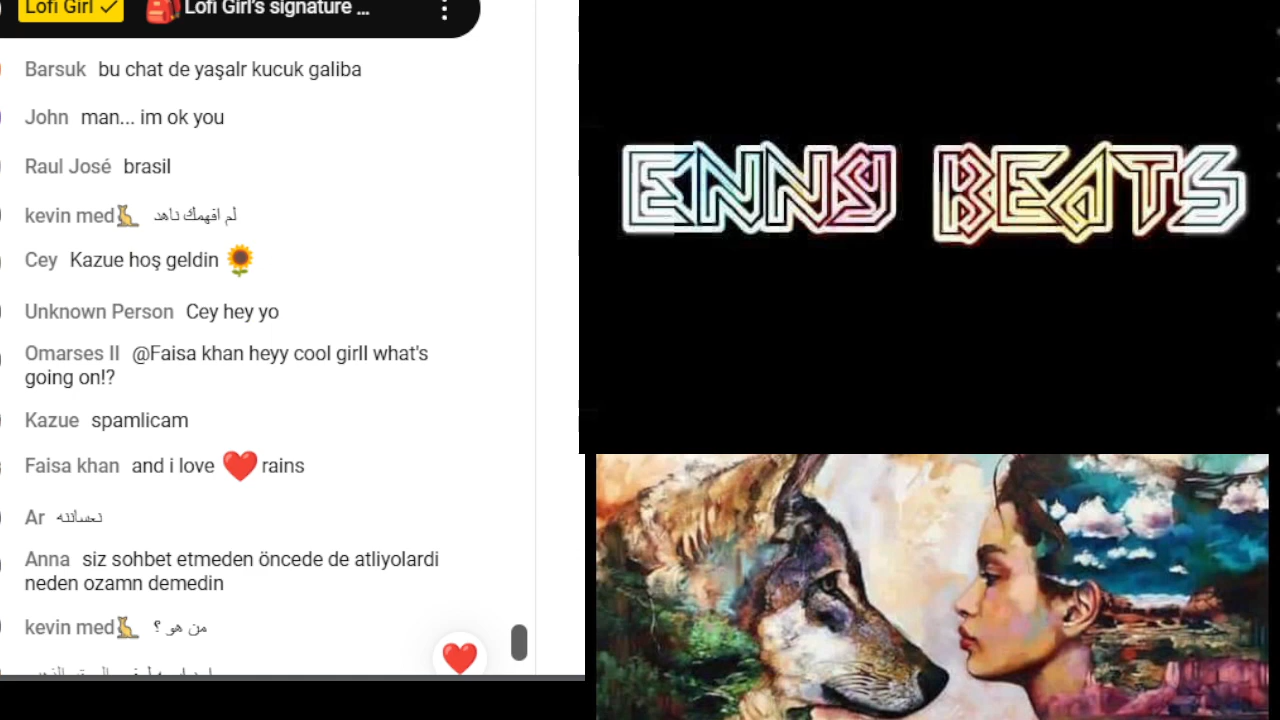 Lofi Girl ✓ Lofi Girl's signature ...
Barsuk bu chat de yaşalr kucuk galiba
John man... im ok you
Raul José brasil
kevin med لم افهمك ناهد
Cey Kazue hoş geldin
Unknown Person Cey hey yo
Omarses II @Faisa khan heyy cool girll what's
going on!?
Kazue spamlicam
Faisa khan and i love ❤️ rains
Ar نعساننه
Anna siz sohbet etmeden öncede de atliyolardi
neden ozamn demedin
kevin med من هو ؟
ENNY BEATS